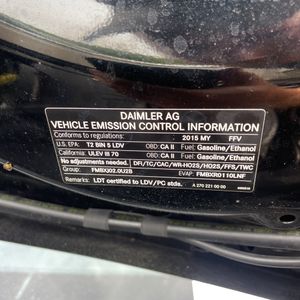 DAIMLER AG
VEHICLE EMISSION CONTROL INFORMATION
Conforms to regulations: 2015 MY FFV
U.S. EPA: T2 BIN 5 LDV OBD: CA II Fuel: Gasoline/Ethanol
California: ULEV III 70 OBD: CA II Fuel: Gasoline/Ethanol
No adjustments needed. DFI/TC/CAC/WR-HO2S/HO2S/FFS/TWC
Group: FMBXJ02.0U2B EVAP: FMBXR0110LNF
Remarks: LDT certified to LDV/PC stds. A 270 221 00 00